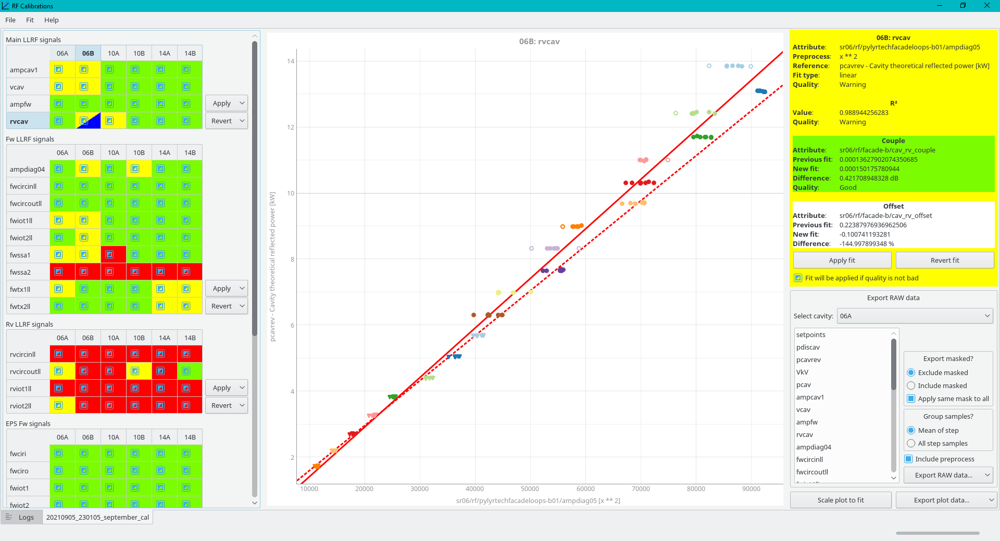 RF Calibrations
File Fit Help
Main LLRF signals
06A 06B 10A 10B 14A 14B
ampcav1
vcav
ampfw
rvcav
Apply
Revert
Fw LLRF signals
06A 06B 10A 10B 14A 14B
ampdiag04
fwcircinll
fwcircoutll
fwiot1ll
fwiot2ll
fwssa1
fwssa2
fwtx1ll
fwtx2ll
Apply
Revert
Rv LLRF signals
06A 06B 10A 10B 14A 14B
rvcircinll
rvcircoutll
rviot1ll
rviot2ll
Apply
Revert
EPS Fw signals
06A 06B 10A 10B 14A 14B
fwciri
fwciro
fwiot1
fwiot2
06B: rvcav
pcavrev - Cavity theoretical reflected power [kW]
14
12
10
8
6
4
2
10000 20000 30000 40000 50000 60000 70000 80000 90000
sr06/rf/pylyrtechfacadeloops-b01/ampdiag05 [x ** 2]
06B: rvcav
Attribute: sr06/rf/pylyrtechfacadeloops-b01/ampdiag05
Preprocess: x ** 2
Reference: pcavrev - Cavity theoretical reflected power [kW]
Fit type: linear
Quality: Warning
R²
Value: 0.988944256283
Quality: Warning
Couple
Attribute: sr06/rf/facade-b/cav_rv_couple
Previous fit: 0.00013627902074350685
New fit: 0.000150175780944
Difference: 0.421708948328 dB
Quality: Good
Offset
Attribute: sr06/rf/facade-b/cav_rv_offset
Previous fit: 0.22387976936962506
New fit: -0.100741193281
Difference: -144.997899348 %
Apply fit Revert fit
Fit will be applied if quality is not bad
Export RAW data
Select cavity: 06A
setpoints
pdiscav
pcavrev
VkV
pcav
ampcav1
vcav
ampfw
rvcav
ampdiag04
fwcircinll
fwcircoutll
Export masked?
Exclude masked
Include masked
Apply same mask to all
Group samples?
Mean of step
All step samples
Include preprocess
Export RAW data...
Scale plot to fit Export plot data...
Logs 20210905_230105_september_cal